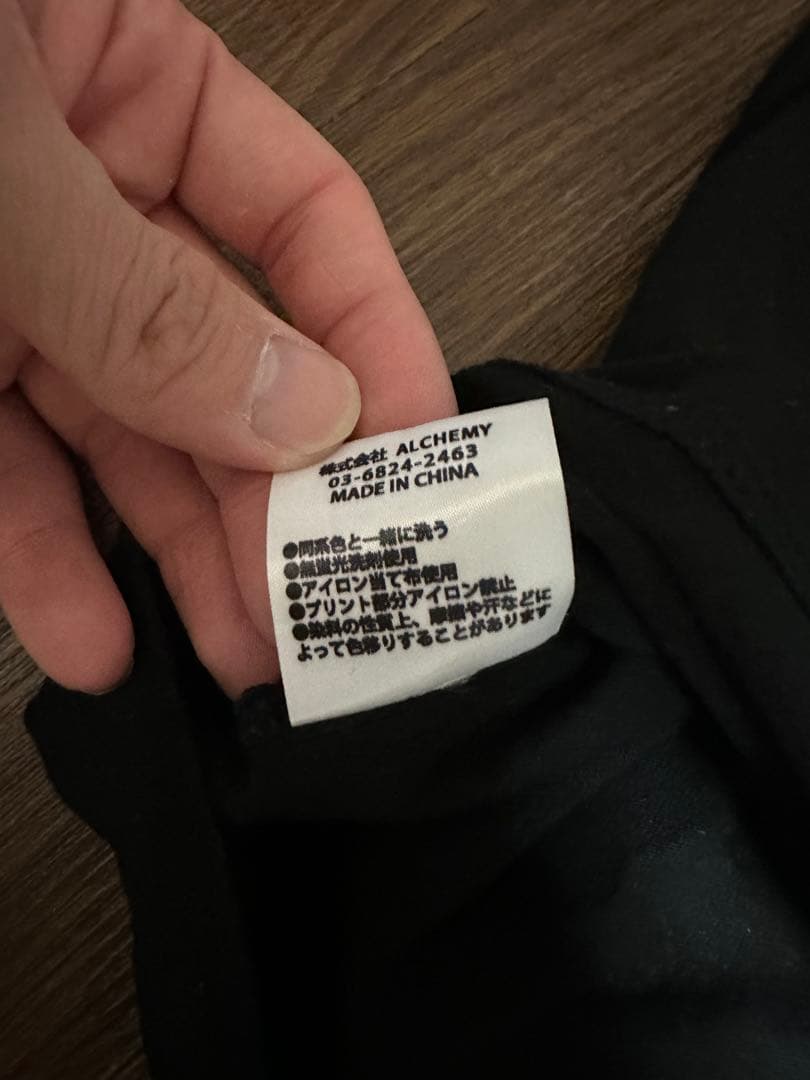 株式会社 ALCHEMY
03-6824-2463
MADE IN CHINA
●同系色と一緒に洗う
●無蛍光洗剤使用
●アイロン当て布使用
●プリント部分アイロン禁止
●染料の性質上、摩擦や汗などに
よって色移りすることがあります